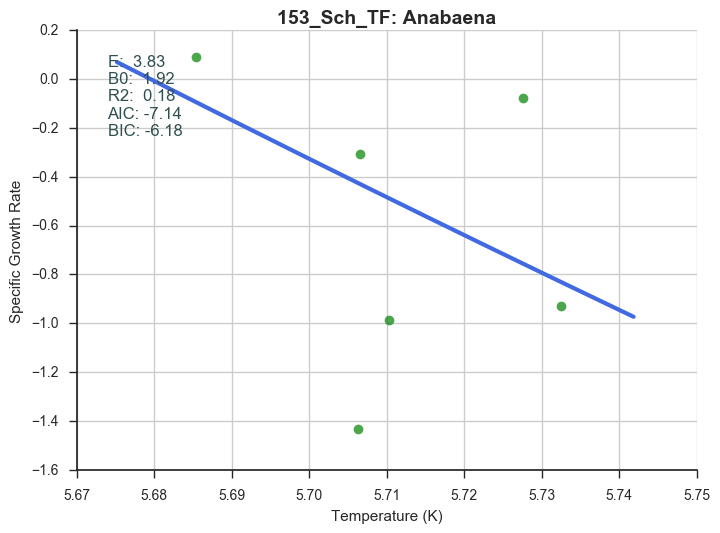 153_Sch_TF: Anabaena
E:  3.83
B0:  1.92
R2:  0.18
AIC: -7.14
BIC: -6.18
Specific Growth Rate
0.2
0.0
−0.2
−0.4
−0.6
−0.8
−1.0
−1.2
−1.4
−1.6
5.67 5.68 5.69 5.70 5.71 5.72 5.73 5.74 5.75
Temperature (K)